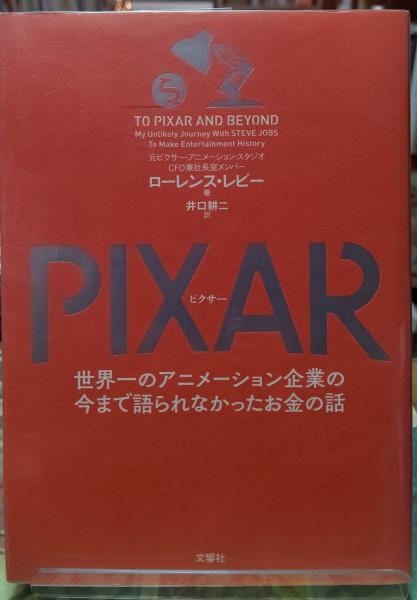 TO PIXAR AND BEYOND
My Unlikely Journey With STEVE JOBS
To Make Entertainment History
元ピクサー・アニメーション・スタジオ
CFO兼社長室メンバー
ローレンス・レビー
著
井口耕二
訳
PIXAR
ピクサー
世界一のアニメーション企業の
今まで語られなかったお金の話
文響社